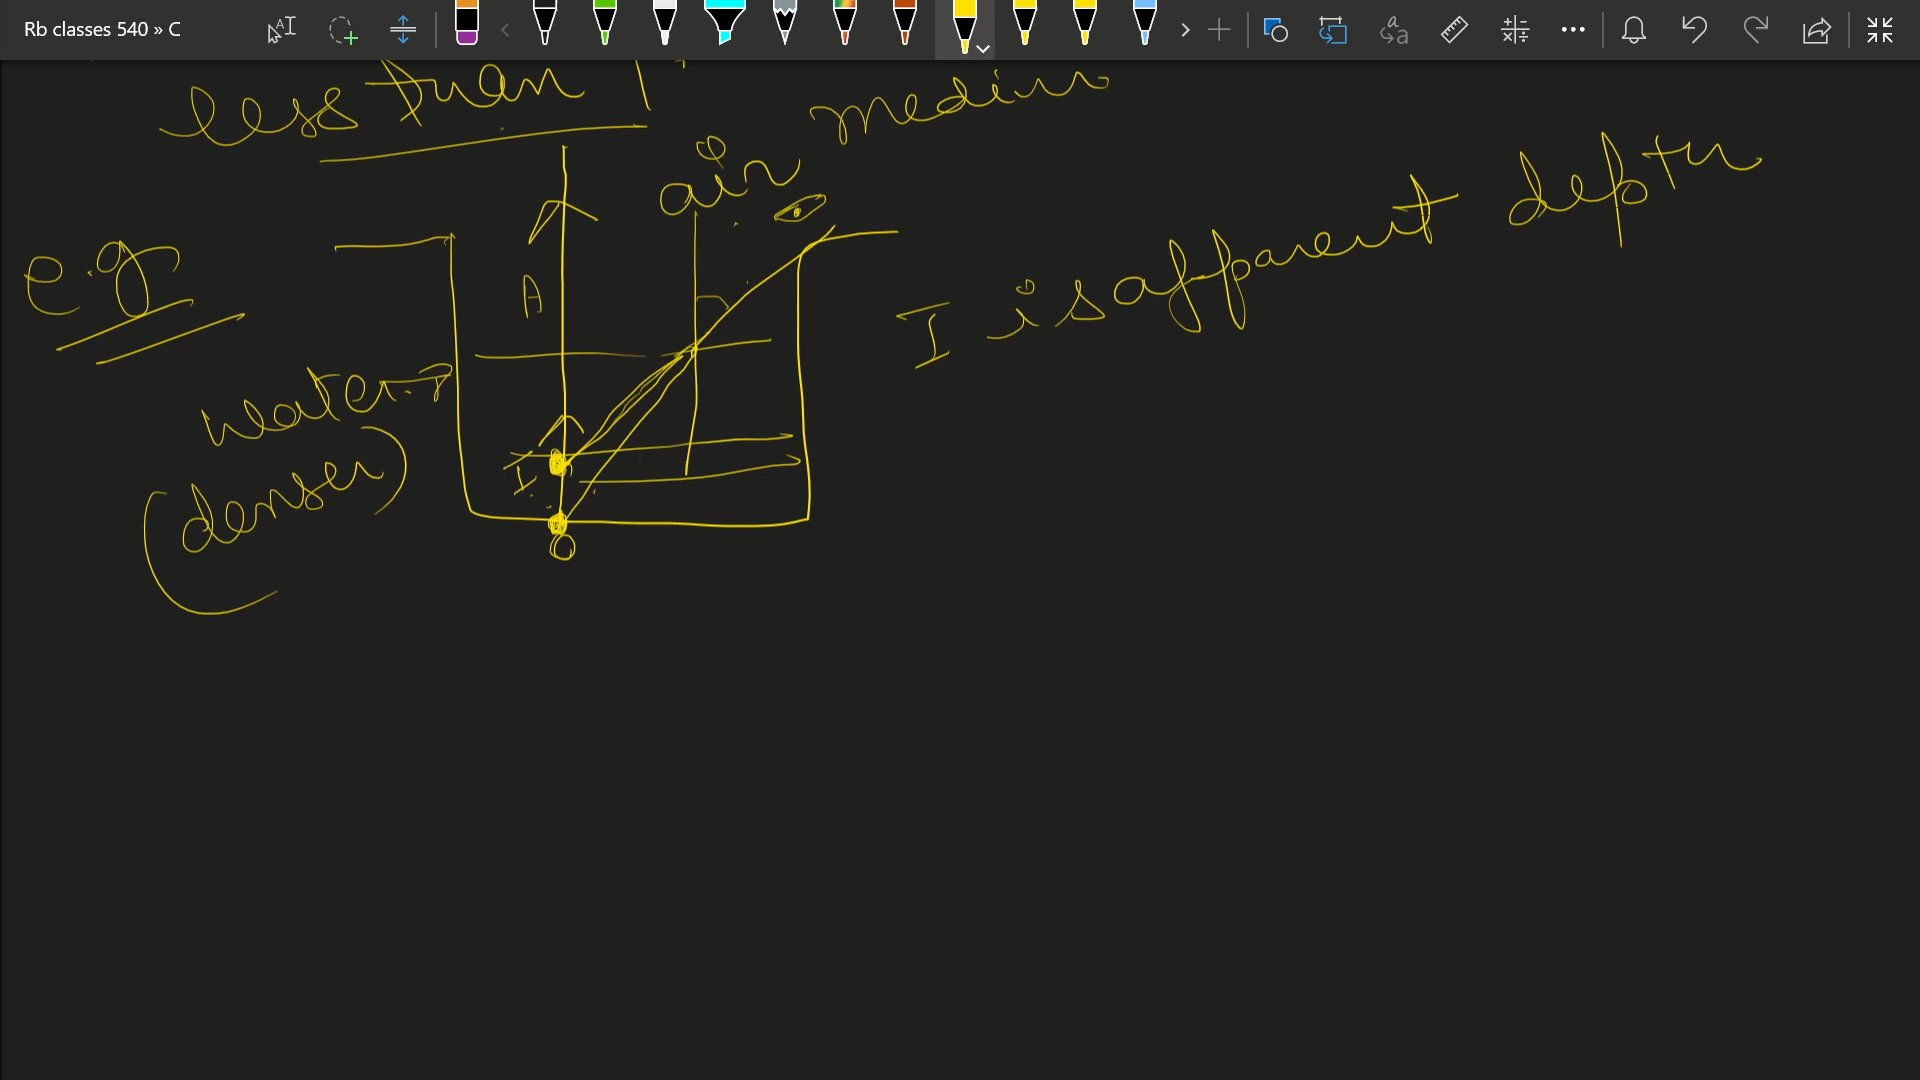 Rb classes 540 » C
less than 1
air medium
e.g
A
I is apparent depth
water
(denser)
I
O